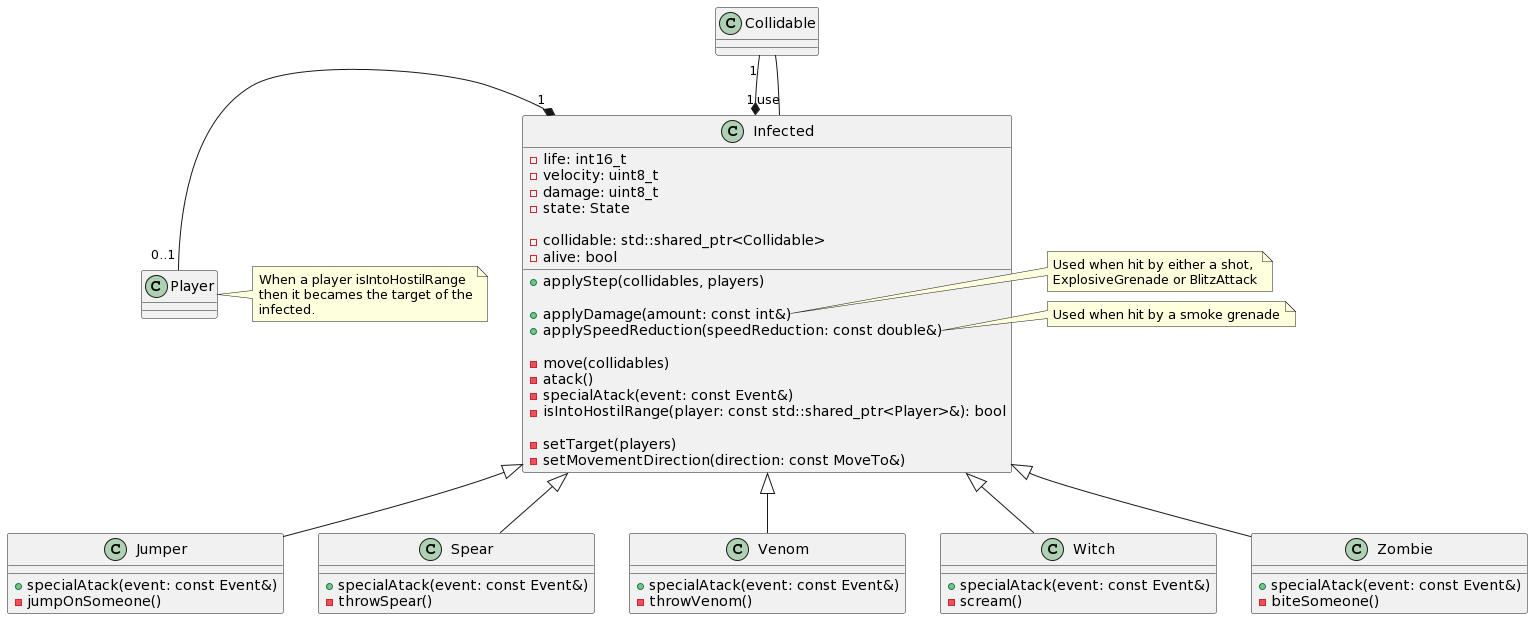 C Collidable
1
1 use
1
0..1
C Player
When a player isIntoHostilRange
then it becames the target of the
infected.
C Infected
life: int16_t
velocity: uint8_t
damage: uint8_t
state: State
collidable: std::shared_ptr<Collidable>
alive: bool
applyStep(collidables, players)
applyDamage(amount: const int&)
applySpeedReduction(speedReduction: const double&)
move(collidables)
atack()
specialAtack(event: const Event&)
isIntoHostilRange(player: const std::shared_ptr<Player>&): bool
setTarget(players)
setMovementDirection(direction: const MoveTo&)
Used when hit by either a shot,
ExplosiveGrenade or BlitzAttack
Used when hit by a smoke grenade
C Jumper
specialAtack(event: const Event&)
jumpOnSomeone()
C Spear
specialAtack(event: const Event&)
throwSpear()
C Venom
specialAtack(event: const Event&)
throwVenom()
C Witch
specialAtack(event: const Event&)
scream()
C Zombie
specialAtack(event: const Event&)
biteSomeone()